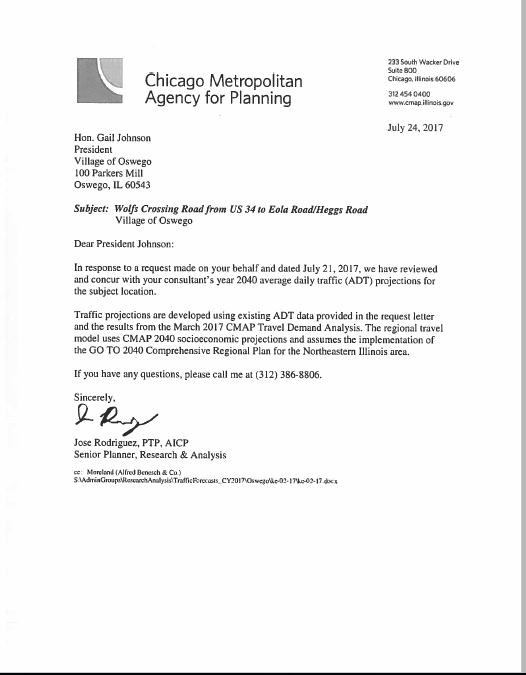 Chicago Metropolitan
Agency for Planning
233 South Wacker Drive
Suite 800
Chicago, Illinois 60606
312 454 0400
www.cmap.illinois.gov
July 24, 2017
Hon. Gail Johnson
President
Village of Oswego
100 Parkers Mill
Oswego, IL 60543
Subject: Wolfs Crossing Road from US 34 to Eola Road/Heggs Road
Village of Oswego
Dear President Johnson:
In response to a request made on your behalf and dated July 21, 2017, we have reviewed
and concur with your consultant's year 2040 average daily traffic (ADT) projections for
the subject location.
Traffic projections are developed using existing ADT data provided in the request letter
and the results from the March 2017 CMAP Travel Demand Analysis. The regional travel
model uses CMAP 2040 socioeconomic projections and assumes the implementation of
the GO TO 2040 Comprehensive Regional Plan for the Northeastern Illinois area.
If you have any questions, please call me at (312) 386-8806.
Sincerely,
Jose Rodriguez, PTP, AICP
Senior Planner, Research & Analysis
cc: Moreland (Alfred Benesch & Co.)
S:\AdminGroups\ResearchAnalysis\TrafficForecasts_CY2017\Oswego\ke-02-17\ke-02-17.docx